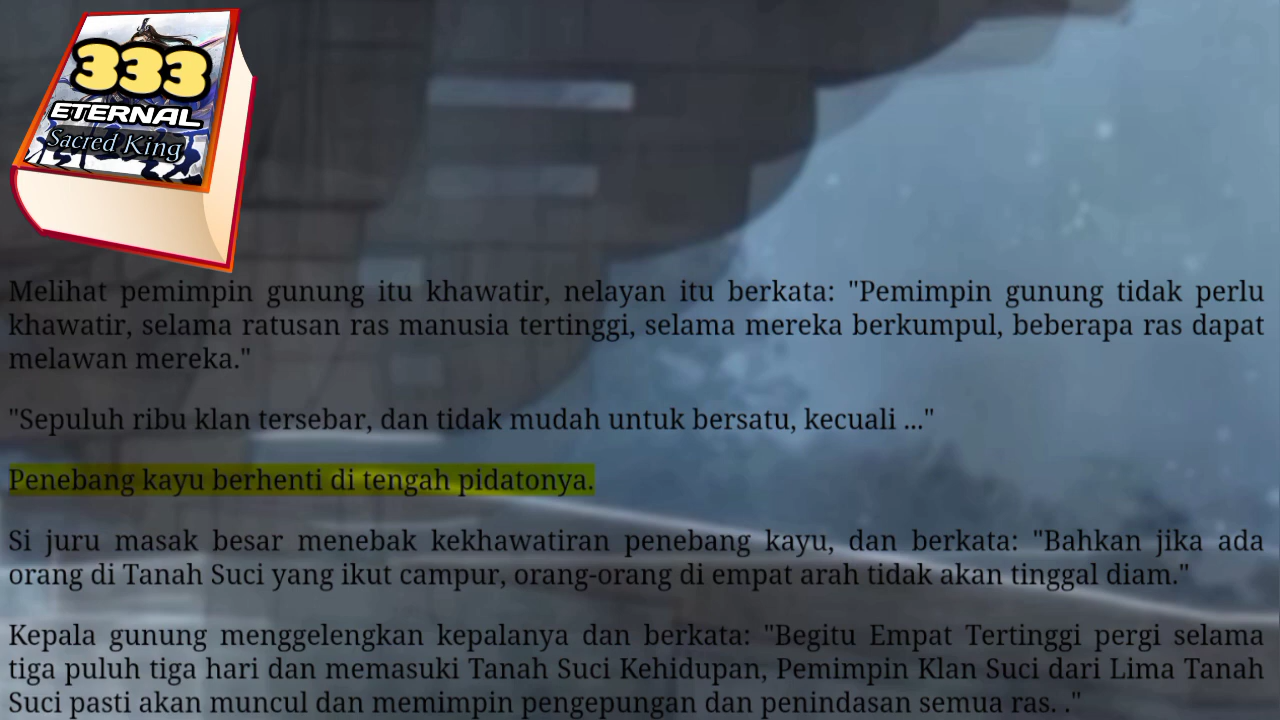 333
ETERNAL
Sacred King
Melihat pemimpin gunung itu khawatir, nelayan itu berkata: "Pemimpin gunung tidak perlu
khawatir, selama ratusan ras manusia tertinggi, selama mereka berkumpul, beberapa ras dapat
melawan mereka."
"Sepuluh ribu klan tersebar, dan tidak mudah untuk bersatu, kecuali ..."
Penebang kayu berhenti di tengah pidatonya.
Si juru masak besar menebak kekhawatiran penebang kayu, dan berkata: "Bahkan jika ada
orang di Tanah Suci yang ikut campur, orang-orang di empat arah tidak akan tinggal diam."
Kepala gunung menggelengkan kepalanya dan berkata: "Begitu Empat Tertinggi pergi selama
tiga puluh tiga hari dan memasuki Tanah Suci Kehidupan, Pemimpin Klan Suci dari Lima Tanah
Suci pasti akan muncul dan memimpin pengepungan dan penindasan semua ras. ."